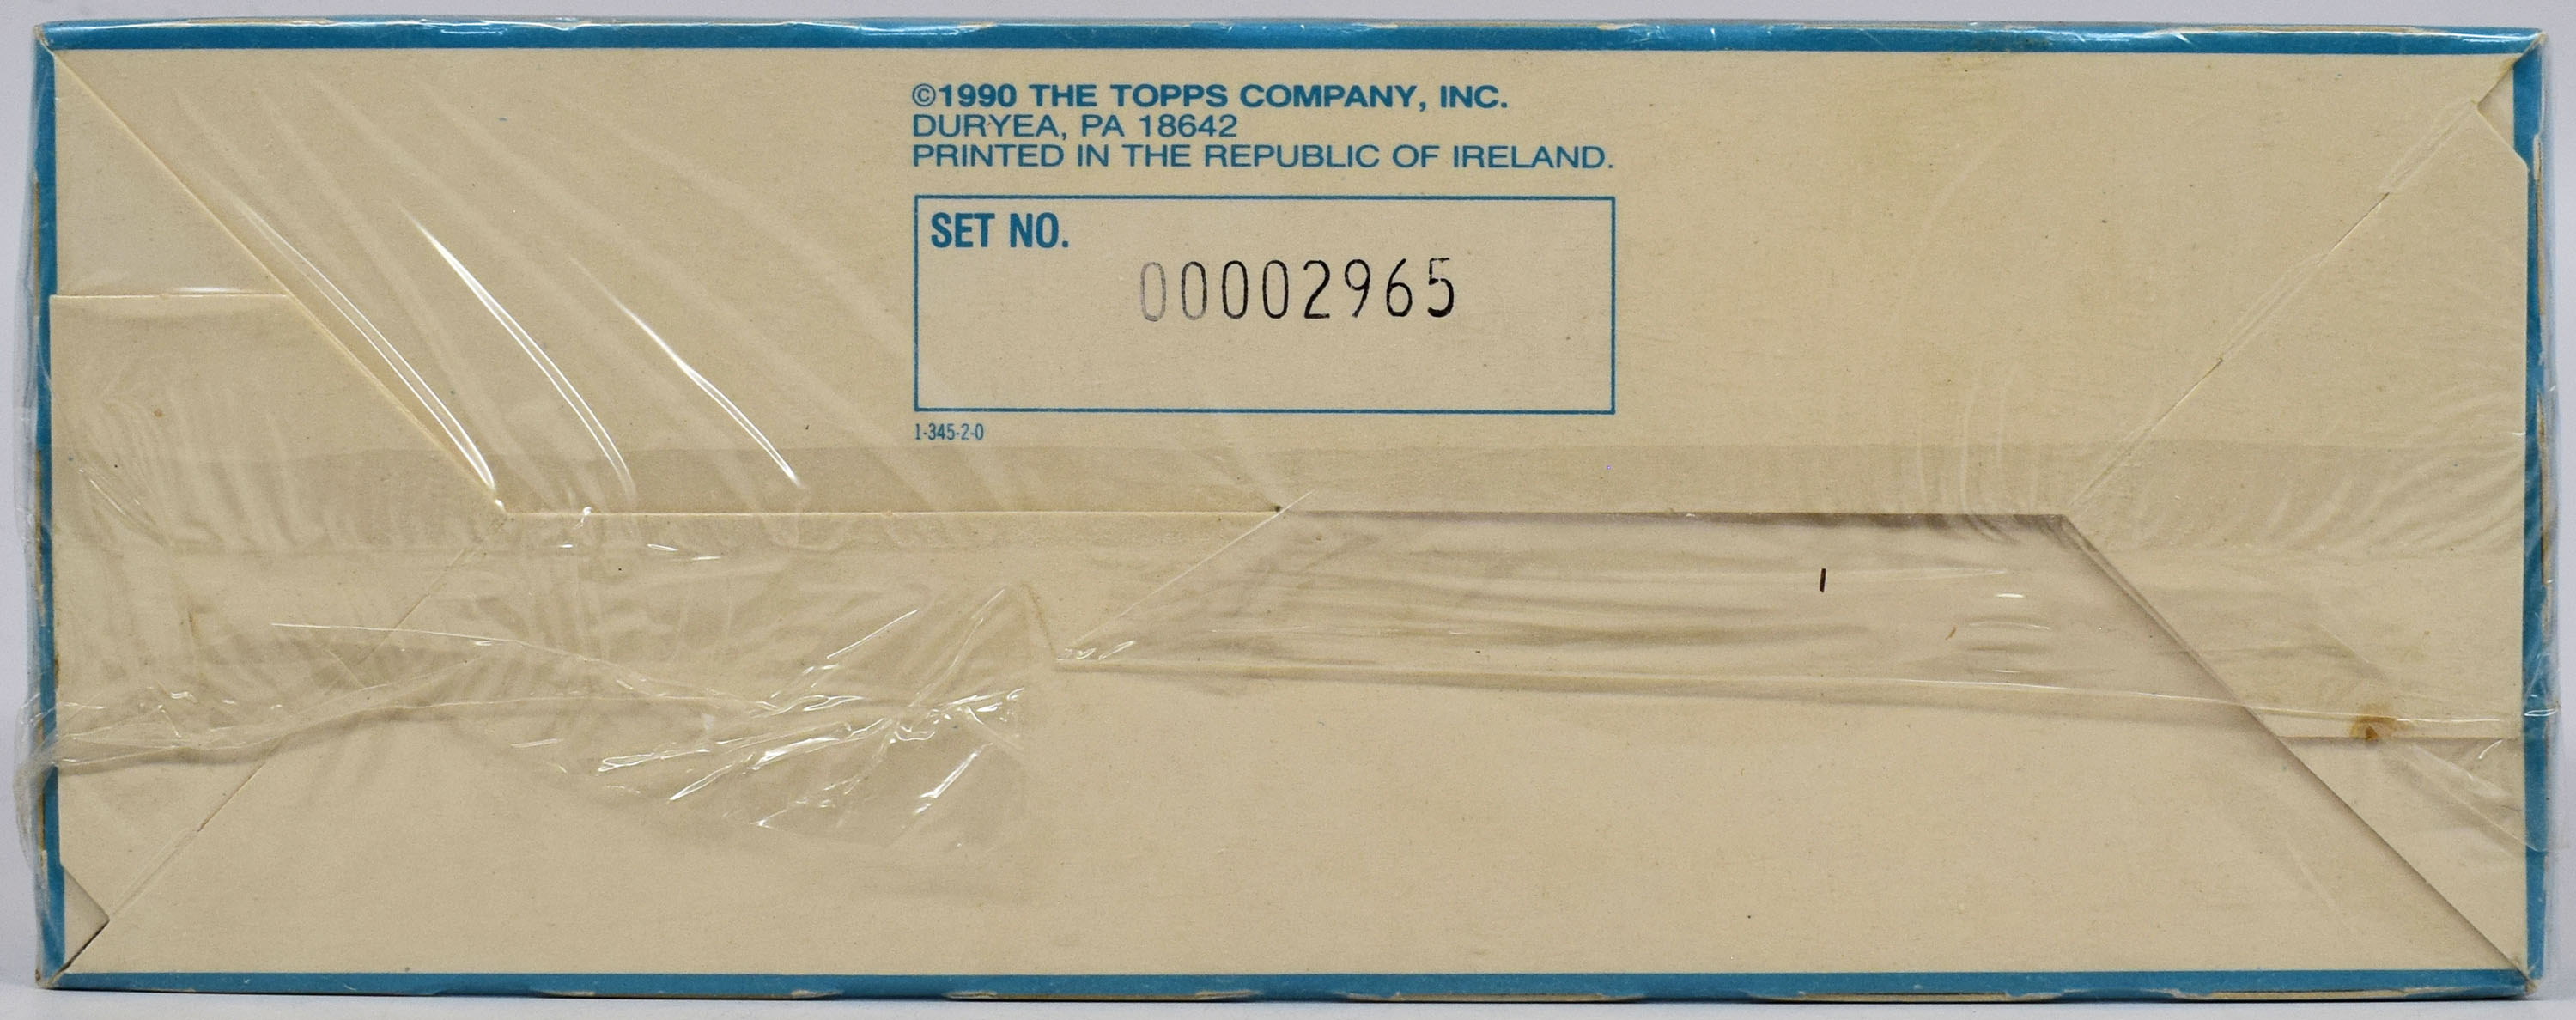 ©1990 THE TOPPS COMPANY, INC.
DURYEA, PA 18642
PRINTED IN THE REPUBLIC OF IRELAND.
SET NO.
00002965
1-345-2-0